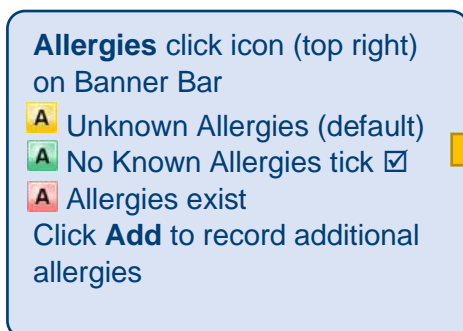 Allergies click icon (top right)
on Banner Bar
A Unknown Allergies (default)
A No Known Allergies tick ☑
A Allergies exist
Click Add to record additional
allergies